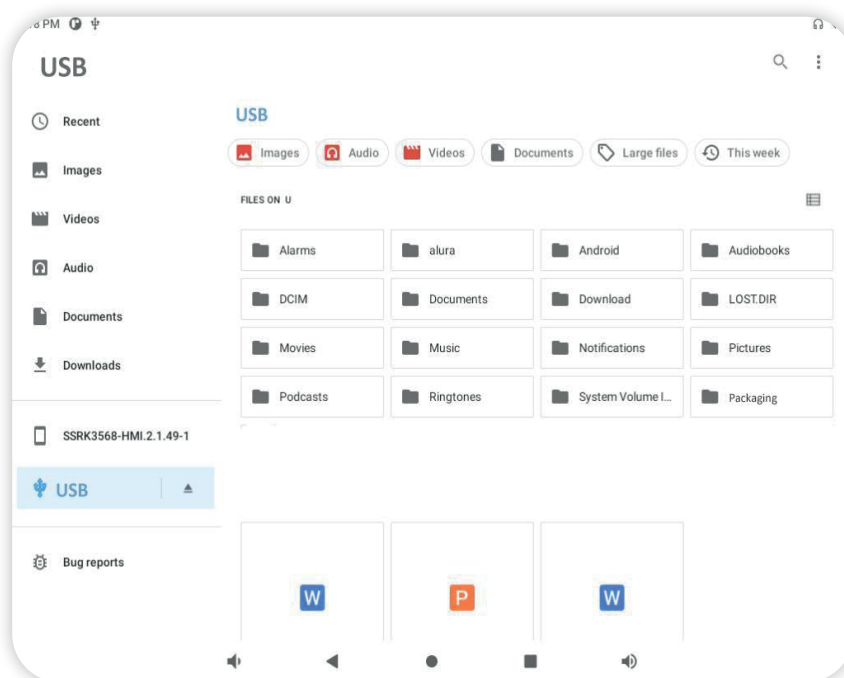 8 PM
USB
Recent
Images
Videos
Audio
Documents
Downloads
SSRK3568-HMI.2.1.49-1
USB
Bug reports
USB
Images Audio Videos Documents Large files This week
FILES ON U
Alarms alura Android Audiobooks
DCIM Documents Download LOST.DIR
Movies Music Notifications Pictures
Podcasts Ringtones System Volume I... Packaging
W P W